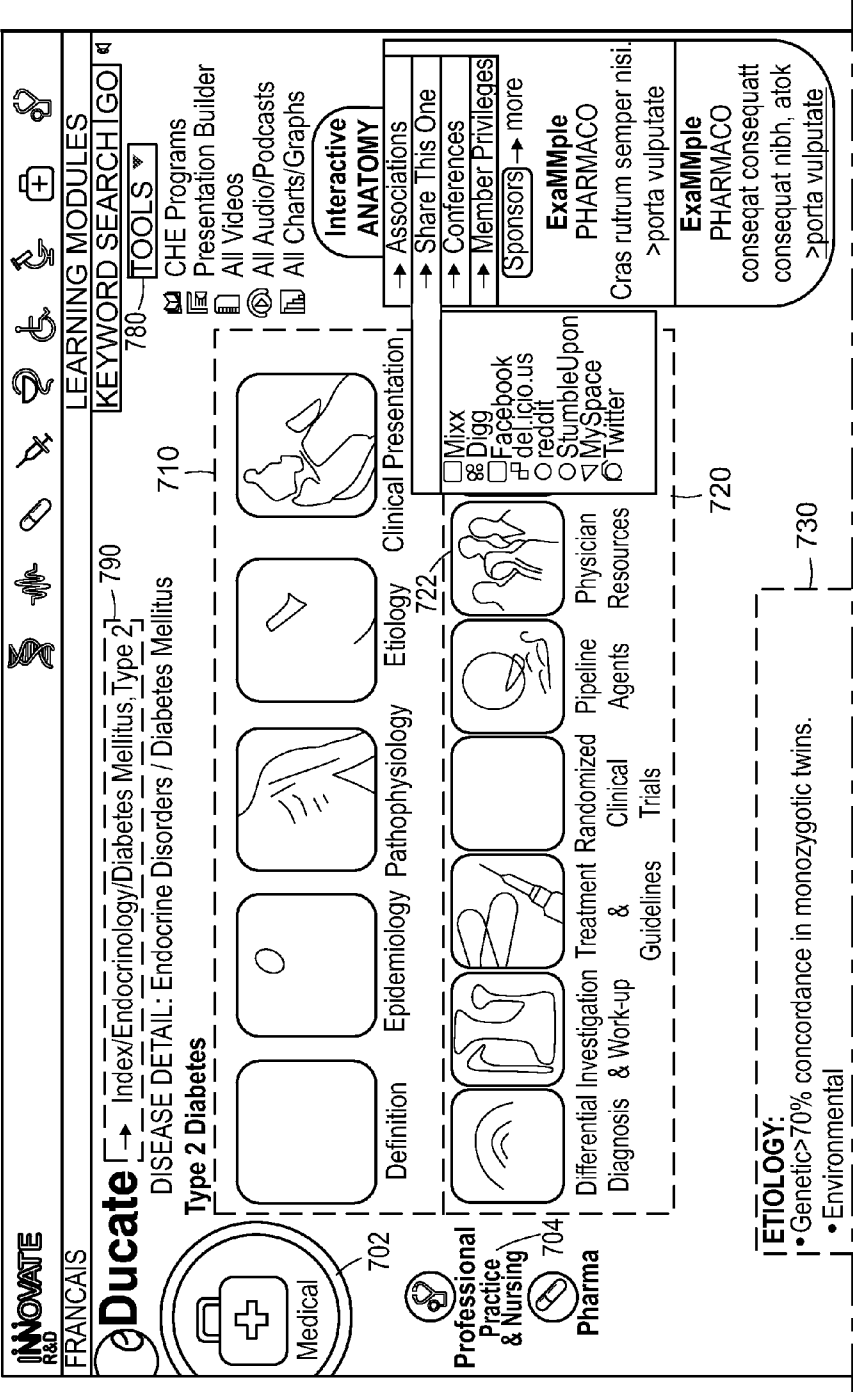 INNOVATE
R&D
FRANCAIS
LEARNING MODULES
eDucate
→ Index/Endocrinology/Diabetes Mellitus,Type 2
790
KEYWORD SEARCH GO
DISEASE DETAIL: Endocrine Disorders / Diabetes Mellitus
780
TOOLS
CHE Programs
Presentation Builder
All Videos
All Audio/Podcasts
All Charts/Graphs
Type 2 Diabetes
710
Medical
702
Definition
Epidemiology
Pathophysiology
Etiology
Clinical Presentation
Interactive
ANATOMY
→ Associations
→ Share This One
→ Conferences
→ Member Privileges
Mixx
Digg
Facebook
del.icio.us
reddit
StumbleUpon
MySpace
Twitter
Sponsors → more
ExaMMple
PHARMACO
Cras rutrum semper nisi.
>porta vulputate
ExaMMple
PHARMACO
conseqat consequatt
consequat nibh, atok
>porta vulputate
Professional
Practice
& Nursing
704
Pharma
722
Differential
Diagnosis
Investigation
& Work-up
Treatment
&
Guidelines
Randomized
Clinical
Trials
Pipeline
Agents
Physician
Resources
720
730
ETIOLOGY:
• Genetic>70% concordance in monozygotic twins.
• Environmental